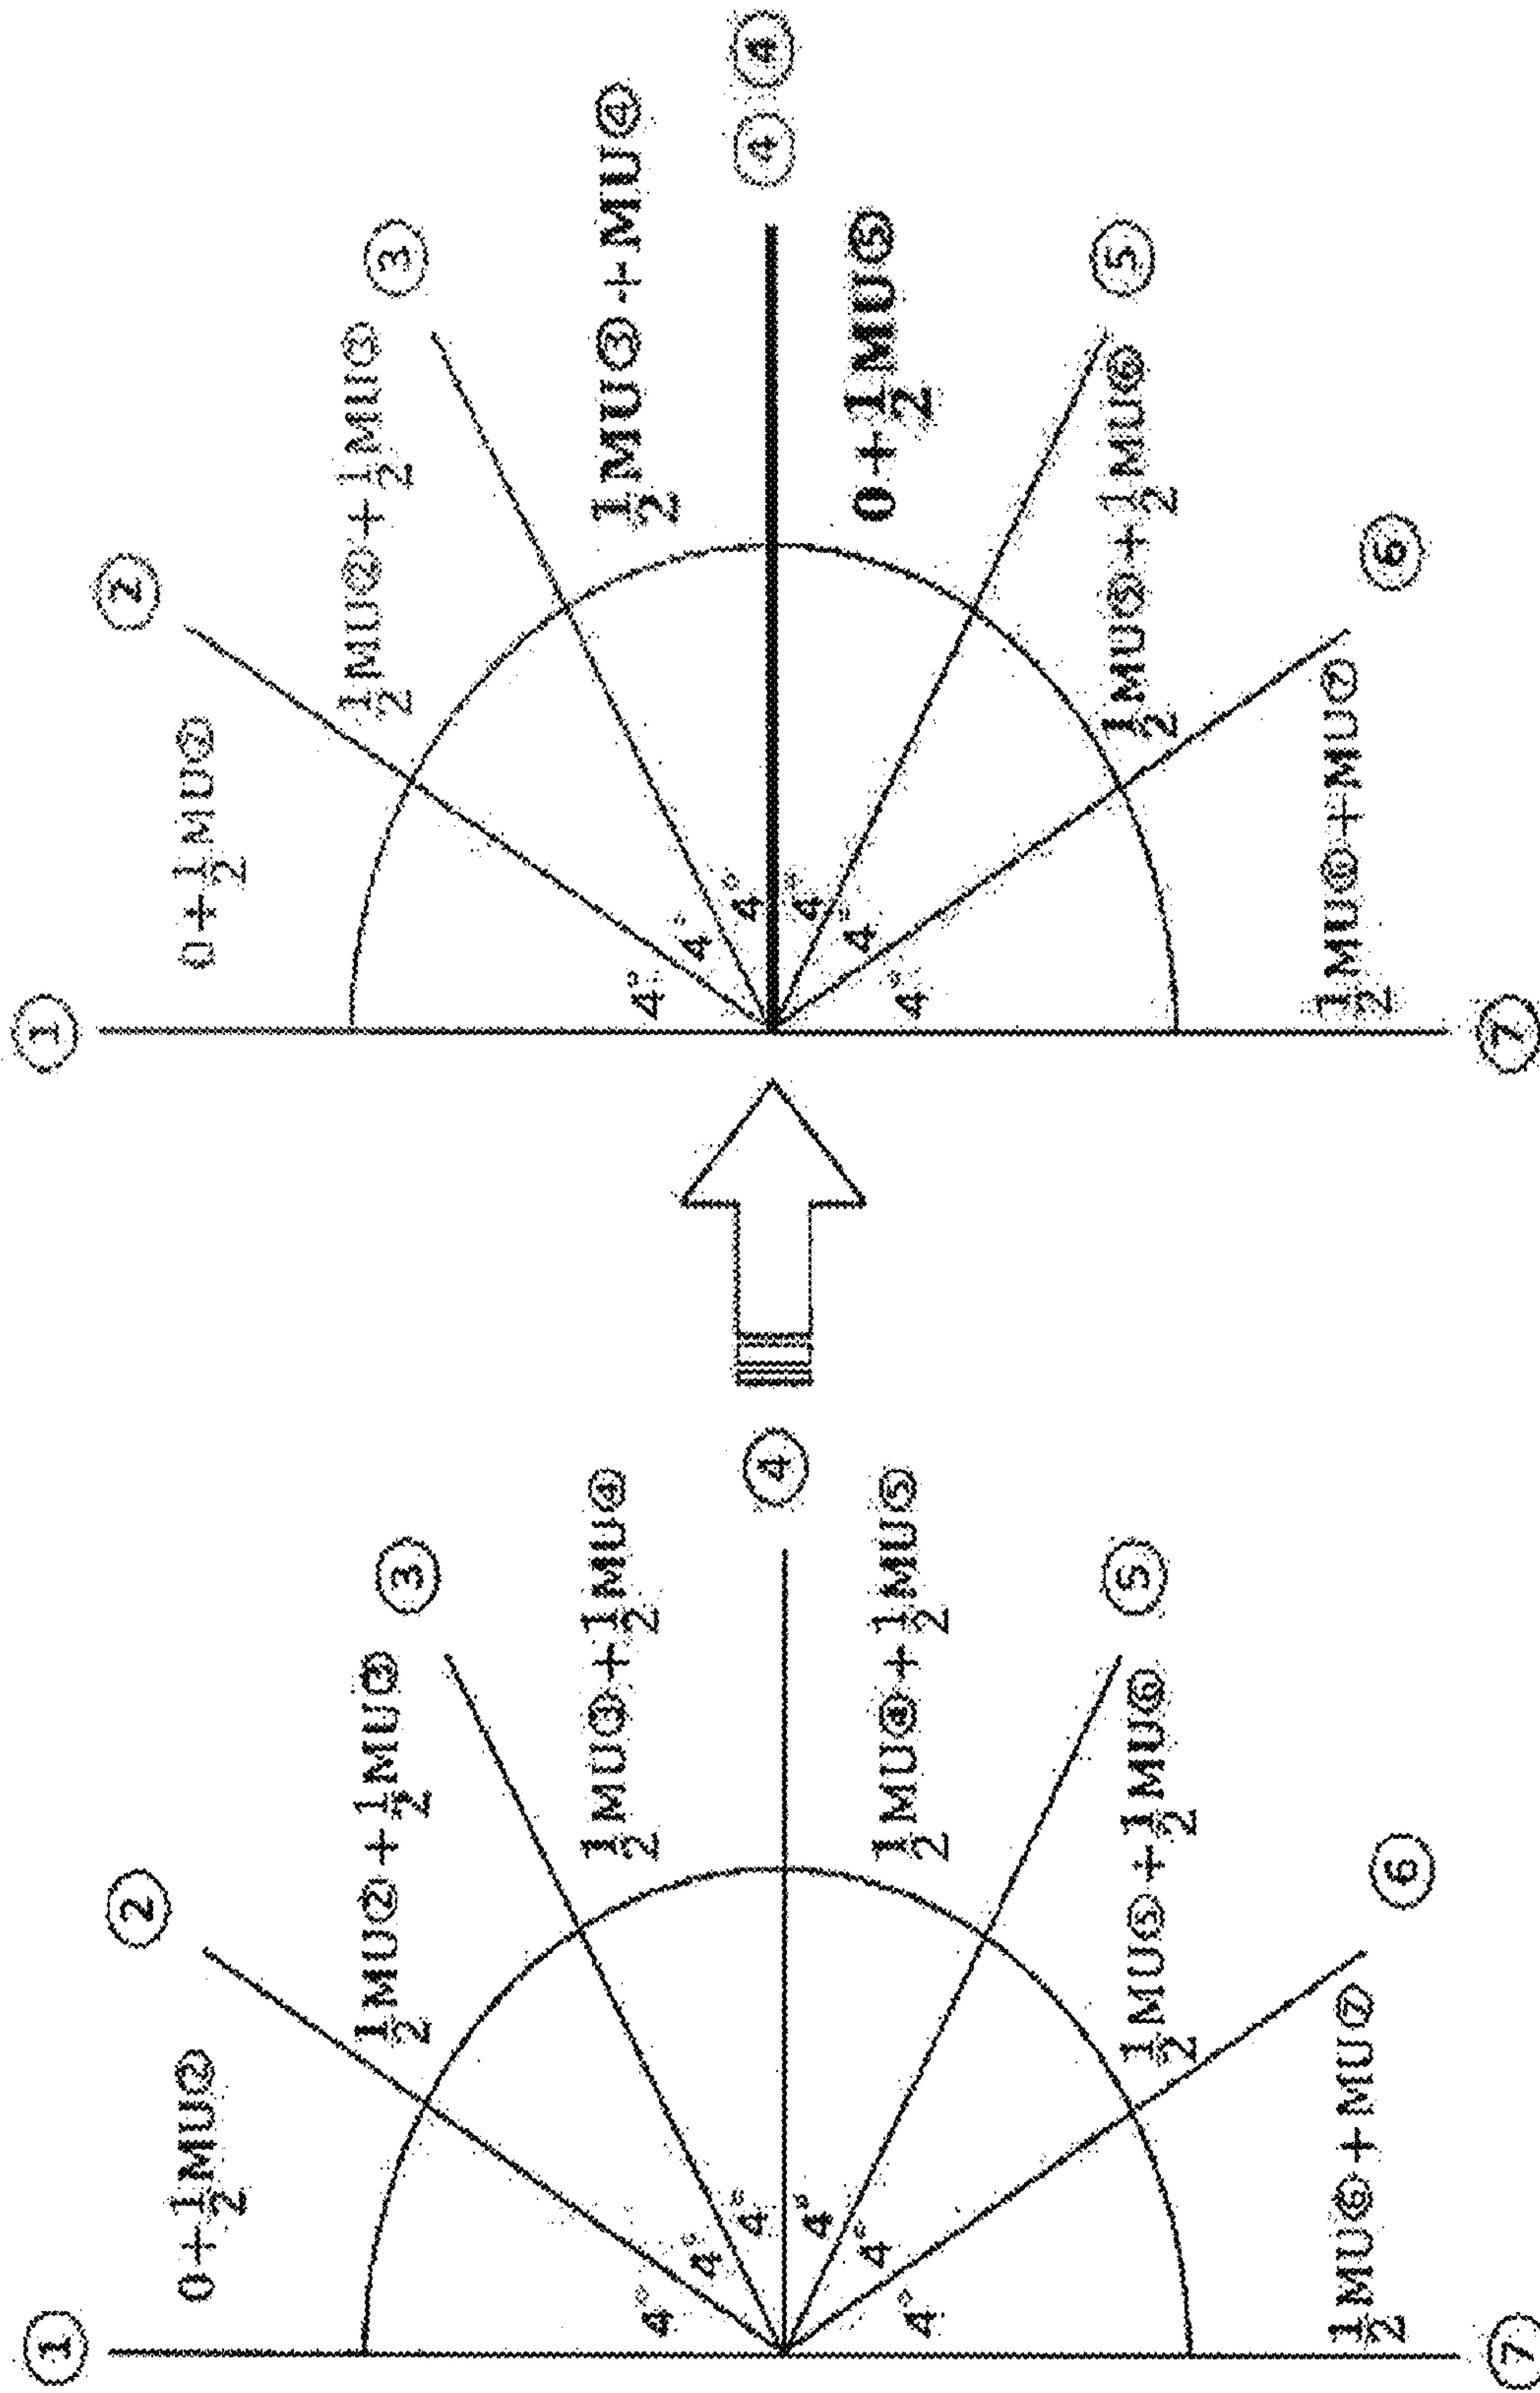 ①
0+1/2MU②
②
1/2MU②+1/2MU③
③
1/2MU③+1/2MU④
④
1/2MU④+1/2MU⑤
⑤
1/2MU⑤+1/2MU⑥
⑥
1/2MU⑥+MU⑦
⑦
4°
4°
4°
4°
4°
4°
①
0+1/2MU②
②
1/2MU②+1/2MU③
③
1/2MU③+MU④
④ ④
0+1/2MU⑤
⑤
1/2MU⑤+1/2MU⑥
⑥
1/2MU⑥+MU⑦
⑦
4°
4°
4°
4°
4°
4°